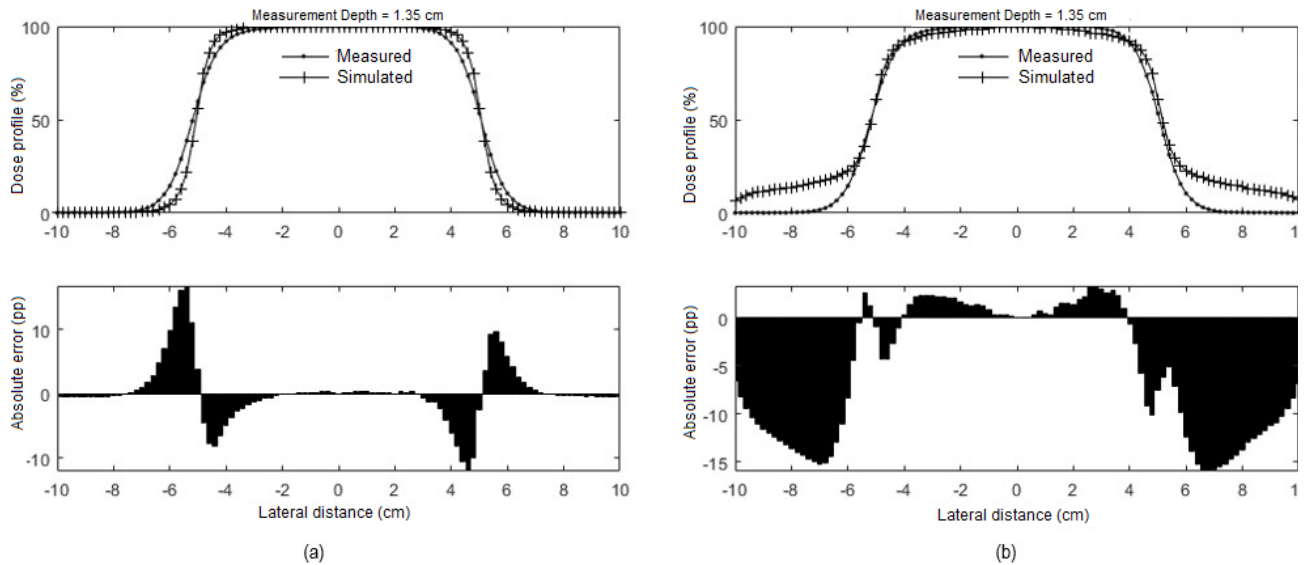 Measurement Depth = 1.35 cm
100
50
0
Dose profile (%)
Measured
Simulated
-10 -8 -6 -4 -2 0 2 4 6 8 10
10
0
-10
Absolute error (pp)
-10 -8 -6 -4 -2 0 2 4 6 8 10
Lateral distance (cm)
(a)
Measurement Depth = 1.35 cm
100
50
0
Dose profile (%)
Measured
Simulated
-10 -8 -6 -4 -2 0 2 4 6 8 1
0
-5
-10
-15
Absolute error (pp)
-10 -8 -6 -4 -2 0 2 4 6 8 1
Lateral distance (cm)
(b)